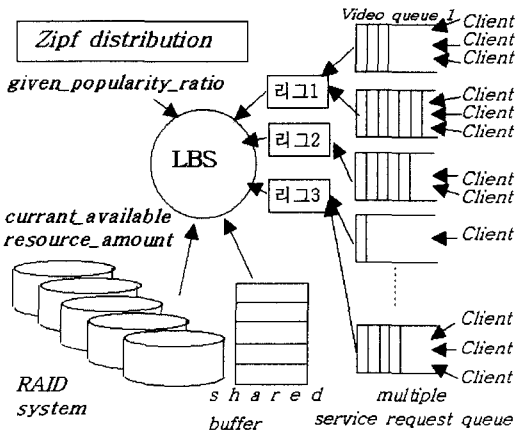 Zipf distribution
given_popularity_ratio
LBS
리그1
리그2
리그3
Video queue 1
Client
Client
Client
Client
Client
Client
Client
Client
Client
Client
Client
Client
currant_available
resource_amount
RAID
system
s h a r e d
buffer
multiple
service request queue